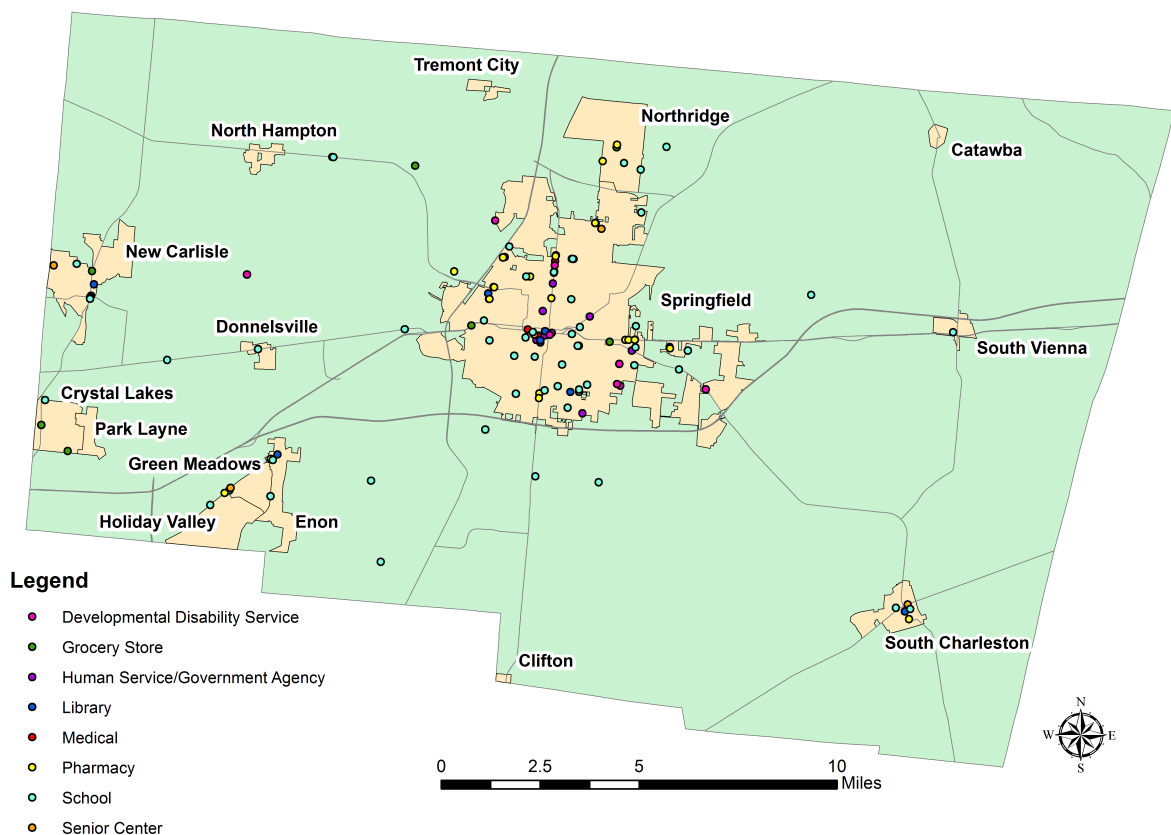 Tremont City
Northridge
North Hampton
Catawba
New Carlisle
Springfield
Donnelsville
South Vienna
Crystal Lakes
Park Layne
Green Meadows
Holiday Valley
Enon
Legend
Developmental Disability Service
Grocery Store
Human Service/Government Agency
Library
Medical
Pharmacy
School
Senior Center
South Charleston
Clifton
N
W E
S
0 2.5 5 10
Miles